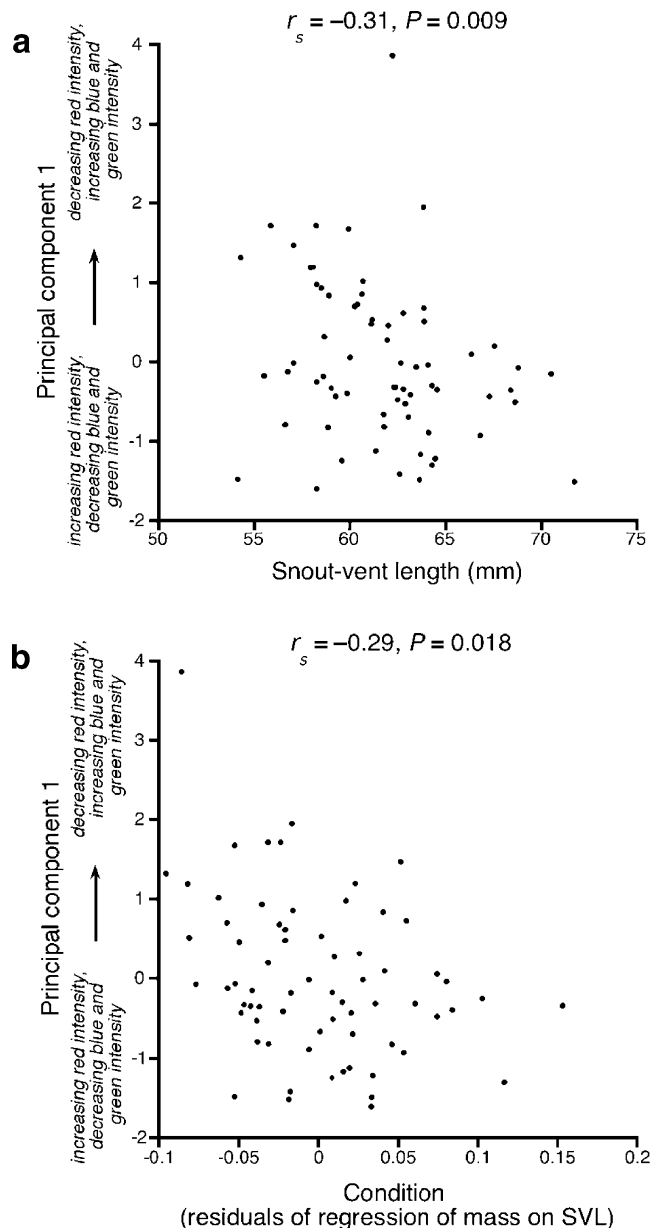 a
r_s = −0.31, P = 0.009
Principal component 1
decreasing red intensity,
increasing blue and
green intensity
increasing red intensity,
decreasing blue and
green intensity
4
3
2
1
0
-1
-2
50 55 60 65 70 75
Snout-vent length (mm)
b
r_s = −0.29, P = 0.018
Principal component 1
decreasing red intensity,
increasing blue and
green intensity
increasing red intensity,
decreasing blue and
green intensity
4
3
2
1
0
-1
-2
-0.1 -0.05 0 0.05 0.1 0.15 0.2
Condition
(residuals of regression of mass on SVL)